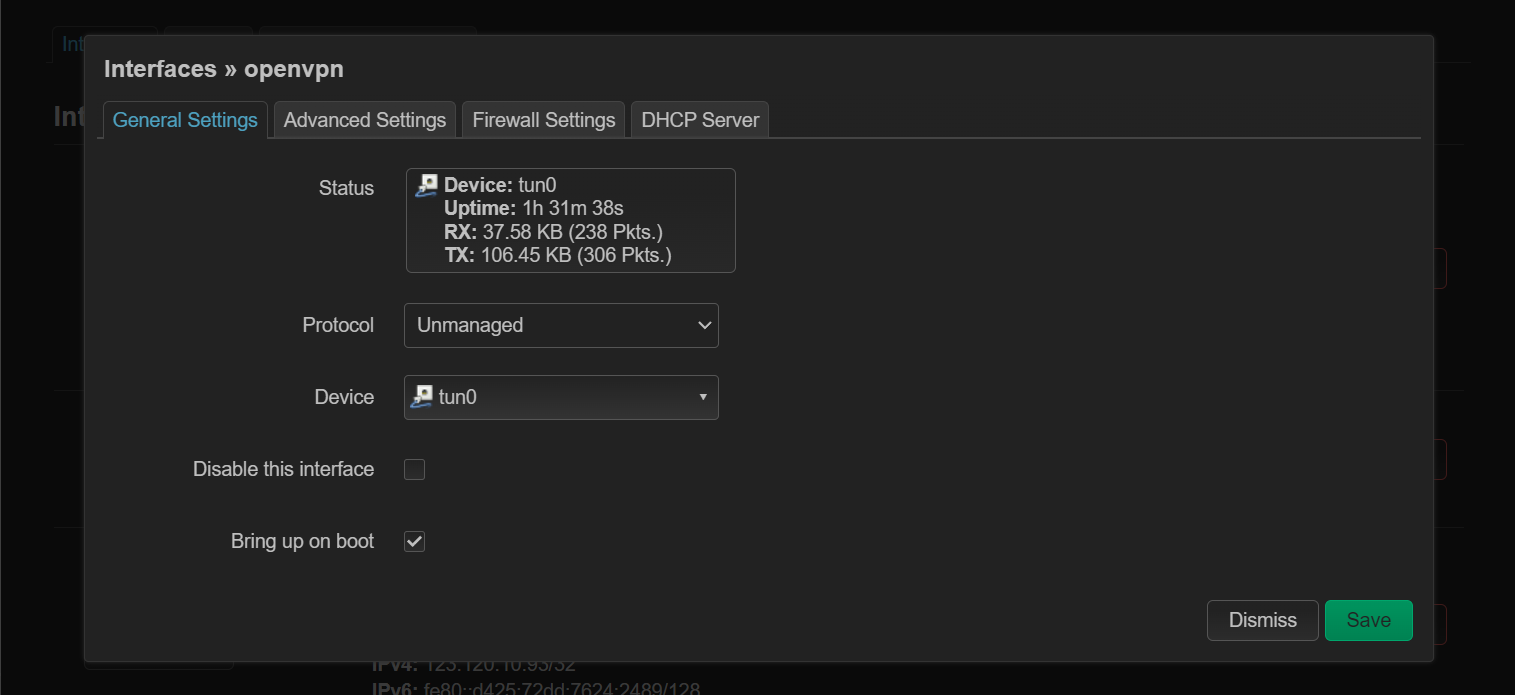 Int
Interfaces » openvpn
General Settings
Advanced Settings
Firewall Settings
DHCP Server
Int
Status
Device: tun0
Uptime: 1h 31m 38s
RX: 37.58 KB (238 Pkts.)
TX: 106.45 KB (306 Pkts.)
Protocol
Unmanaged
Device
tun0
Disable this interface
Bring up on boot
Dismiss
Save
IPv4: 123.120.10.93/32
IPv6: fe80::d425:72dd:7624:2489/128